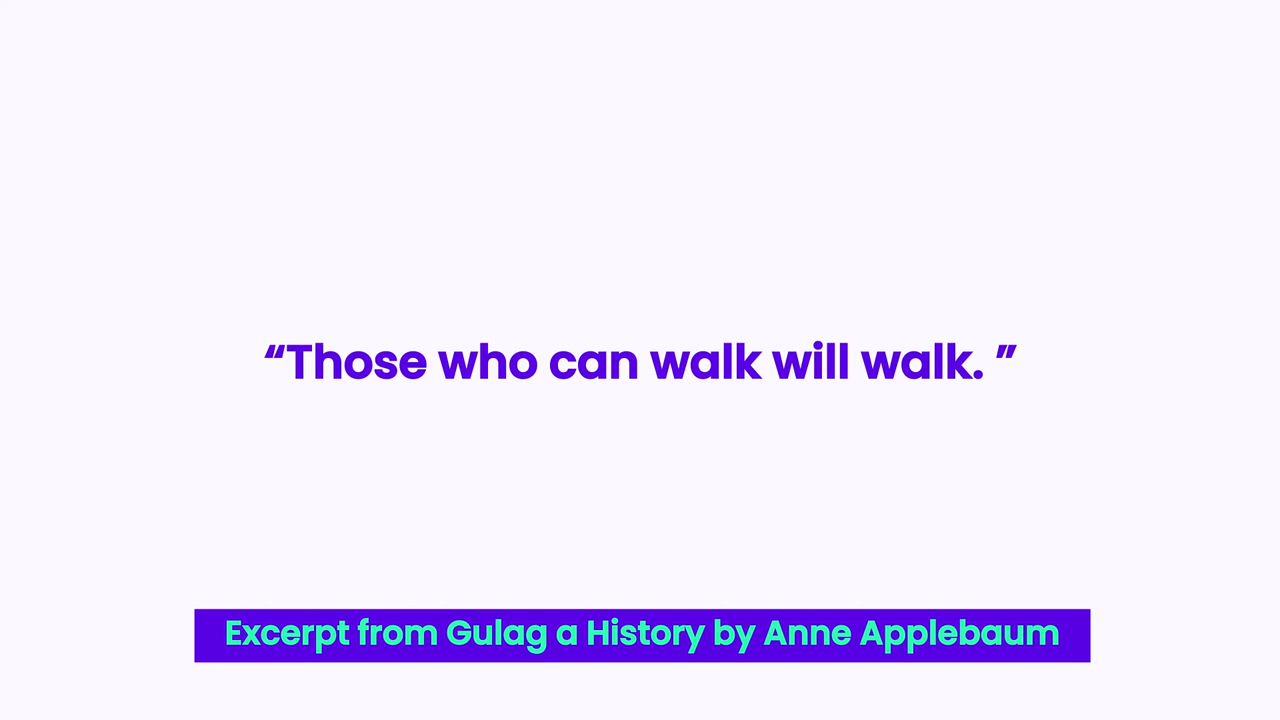 “Those who can walk will walk. ”
Excerpt from Gulag a History by Anne Applebaum